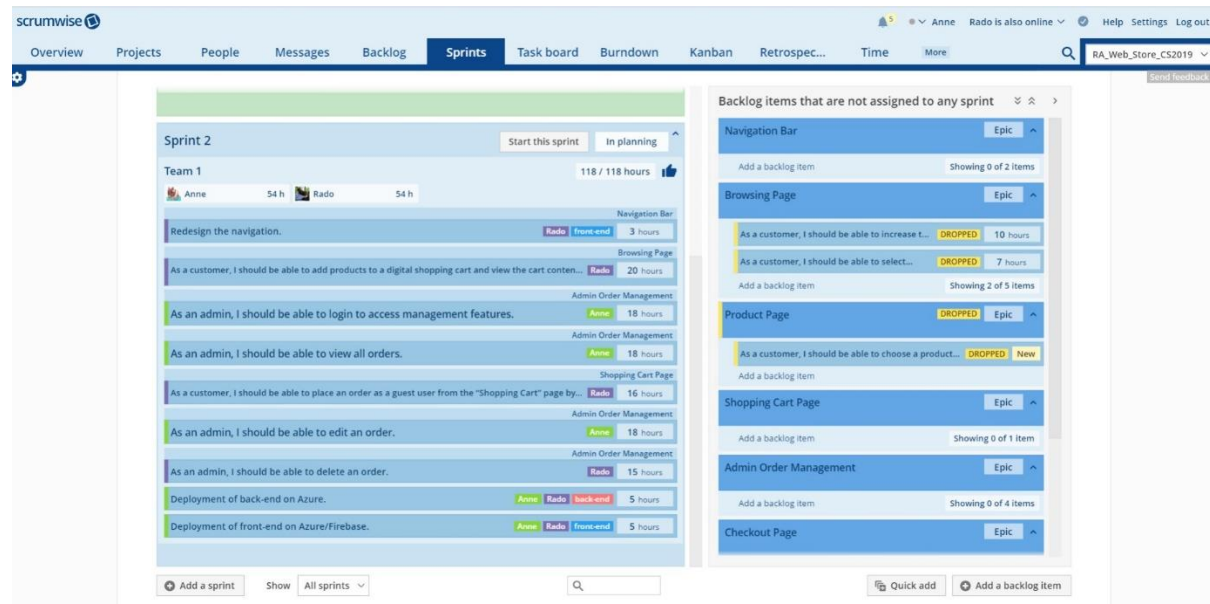 scrumwise
5 Anne Rado is also online Help Settings Log out
Overview Projects People Messages Backlog Sprints Task board Burndown Kanban Retrospec... Time More RA_Web_Store_CS2019
Send feedback
Sprint 2 Start this sprint In planning
Team 1 118 / 118 hours
Anne 54 h Rado 54 h
Navigation Bar
Redesign the navigation. Rado front-end 3 hours
Browsing Page
As a customer, I should be able to add products to a digital shopping cart and view the cart conten... Rado 20 hours
Admin Order Management
As an admin, I should be able to login to access management features. Anne 18 hours
Admin Order Management
As an admin, I should be able to view all orders. Anne 18 hours
Shopping Cart Page
As a customer, I should be able to place an order as a guest user from the "Shopping Cart" page by... Rado 16 hours
Admin Order Management
As an admin, I should be able to edit an order. Anne 18 hours
Admin Order Management
As an admin, I should be able to delete an order. Rado 15 hours
Deployment of back-end on Azure. Anne Rado back-end 5 hours
Deployment of front-end on Azure/Firebase. Anne Rado front-end 5 hours
Backlog items that are not assigned to any sprint
Navigation Bar Epic
Add a backlog item Showing 0 of 2 items
Browsing Page Epic
As a customer, I should be able to increase t... DROPPED 10 hours
As a customer, I should be able to select... DROPPED 7 hours
Add a backlog item Showing 2 of 5 items
Product Page DROPPED Epic
As a customer, I should be able to choose a product... DROPPED New
Add a backlog item
Shopping Cart Page Epic
Add a backlog item Showing 0 of 1 item
Admin Order Management Epic
Add a backlog item Showing 0 of 4 items
Checkout Page Epic
Add a sprint Show All sprints Quick add Add a backlog item